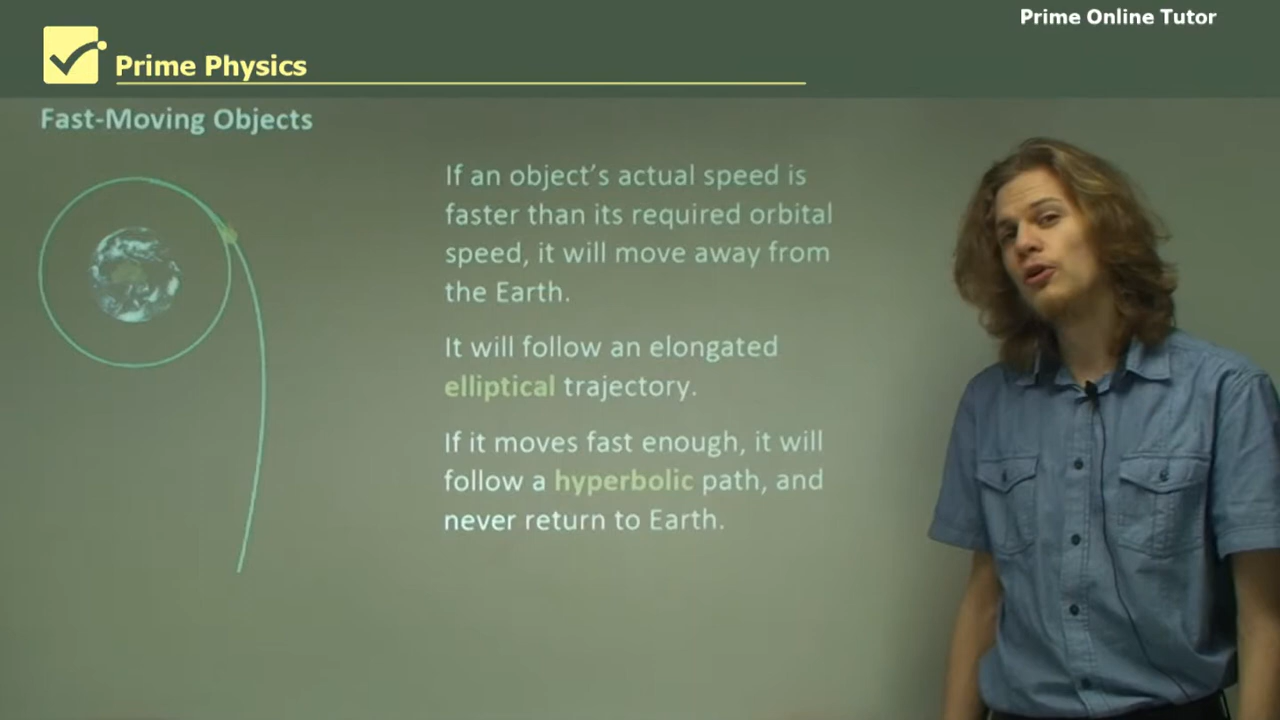 Prime Online Tutor
Prime Physics
Fast-Moving Objects
If an object's actual speed is
faster than its required orbital
speed, it will move away from
the Earth.
It will follow an elongated
elliptical trajectory.
If it moves fast enough, it will
follow a hyperbolic path, and
never return to Earth.